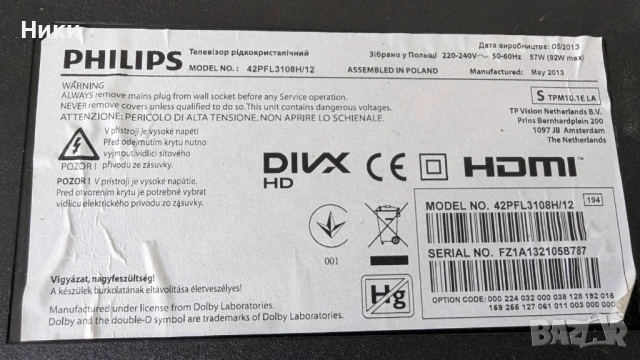 Ники
PHILIPS
Телевізор рідкокристалічний
MODEL NO.: 42PFL3108H/12
Зібрано у Польщі
ASSEMBLED IN POLAND
Дата виробництва: 05/2013
220-240V~ 50-60Hz 57W (92W max)
Manufactured: May 2013
WARNING
ALWAYS remove mains plug from wall socket before any Service operation.
NEVER remove covers unless qualified to do so. This unit contains dangerous voltages.
ATTENZIONE: PERICOLO DI ALTA TENSIONE. NON APRIRE LO SCHIENALE.
V přístroji je vysoké napětí
Před odejmutím krytu nutno
vyjmout vidlici síťového
přívodu ze zásuvky.
POZOR!
POZOR! V prístroji je vysoké napätie.
Pred otvorením krytu je potrebné vybrat
vidlicu elektrického prívodu zo zásuvky.
Vigyázat, nagyfeszültség!
A készülek burkolatának eltávolítása életveszélyes!
Manufactured under license from Dolby Laboratories.
Dolby and the double-D symbol are trademarks of Dolby Laboratories.
S TPM10.1E LA
TP Vision Netherlands B.V.
Prins Bernhardplein 200
1097 JB Amsterdam
The Netherlands
DIVX
HD
CE
HDMI™
001
Hg
MODEL NO. 42PFL3108H/12
194
SERIAL NO. FZ1A1321058787
OPTION CODE: 000 224 032 000 038 128 192 016
169 256 127 061 011 003 000 000
bazar